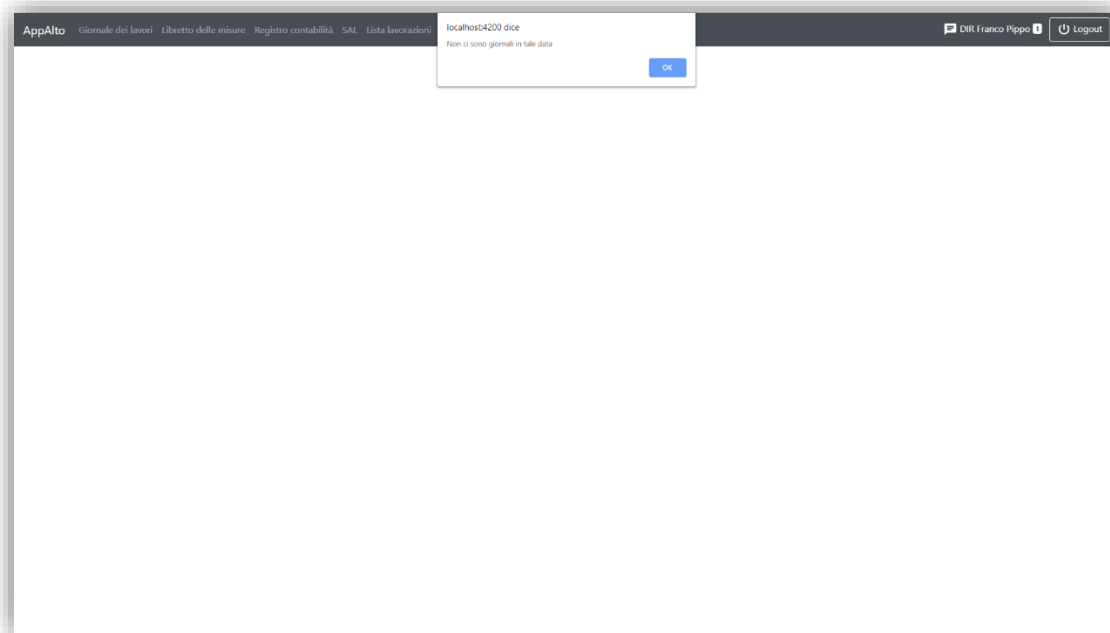 AppAlto Giornale dei lavori Libretto delle misure Registro contabilità SAL Lista lavorazioni
localhost:4200 dice
Non ci sono giornali in tale data
OK
DIR Franco Pippo 1 Logout